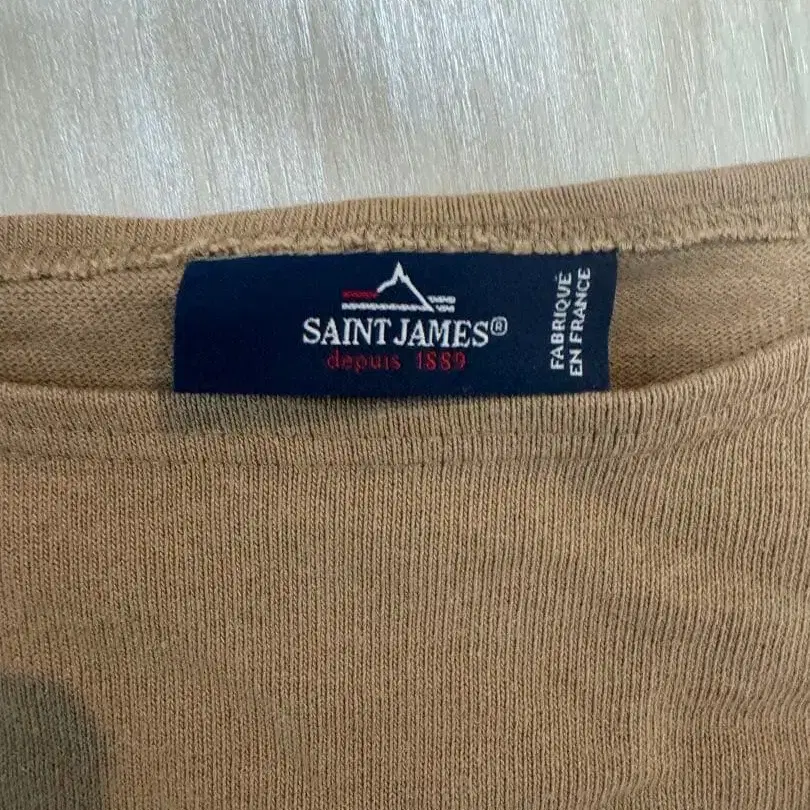 SAINT JAMES®
depuis 1889
FABRIQUÉ
EN FRANCE